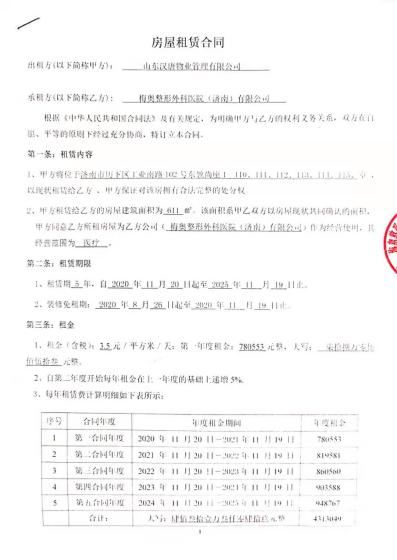 房屋租赁合同
出租方(以下简称甲方): 山东汉唐物业管理有限公司
承租方(以下简称乙方): 梅奥整形外科医院(济南)有限公司
根据《中华人民共和国合同法》及有关规定，为明确甲方与乙方的权利义务关系，双方在自
愿、平等的原则下经过充分协商，特订立本合同。
第一条：租赁内容
1、甲方将位于济南市历下区工业南路102号东敦尚座1 110、111、112、113、114、115、
以现状租赁给乙方，甲方保证对该房拥有合法完整的处分权
2、甲方租赁给乙方的房屋建筑面积为 611 ㎡。该面积系甲乙双方以房屋现状共同确认的面积，
甲方同意乙方所租房屋为乙方公司(梅奥整形外科医院(济南)有限公司)作为经营使用，其
经营范围为 医疗 。
第二条：租赁期限
1、租赁期 5 年，自 2020 年 11 月 20 日起至 2025 年 11 月 19 日止。
2、装修免租期：2020 年 8 月 26 日起至 2020 年 11 月 19 日止。
第三条：租金
1、租金(含税)：3.5 元/平方米/天；第一年度租金：780553 元整，大写：柒拾捌万零伍
佰伍拾叁 元整。
2、自第二年度开始每年租金在上一年度的基础上递增 5%。
3、每年租赁费计算明细如下表所示：
序号 合同年度 年度租金期间 年度租金
1 第一合同年度 2020 年 11 月 20 日—2021 年 11 月 19 日 780553
2 第二合同年度 2021 年 11 月 20 日—2022 年 11 月 19 日 819581
3 第三合同年度 2022 年 11 月 20 日—2023 年 11 月 19 日 860560
4 第四合同年度 2023 年 11 月 20 日—2024 年 11 月 19 日 903588
5 第五合同年度 2024 年 11 月 20 日—2025 年 11 月 19 日 948767
合计： 大写：肆佰叁拾壹万叁仟零肆拾玖元整 4313049
1